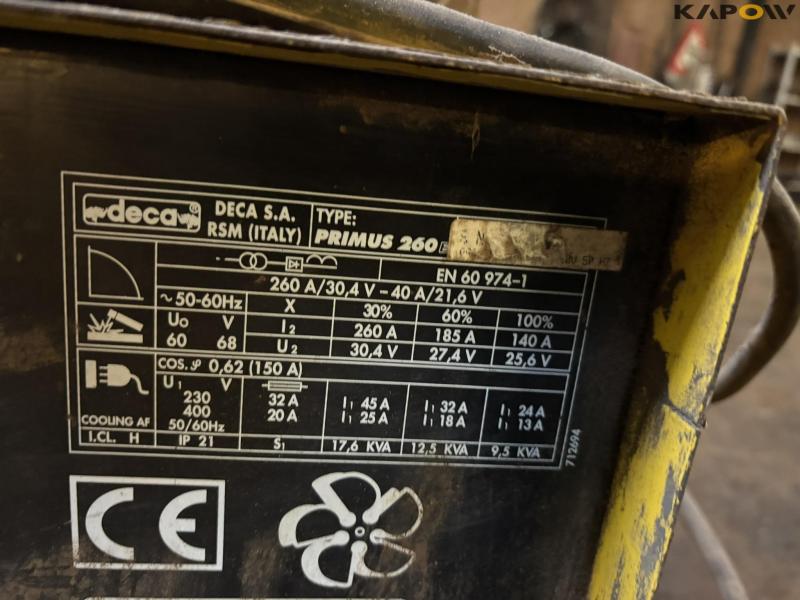 KAPOW
deca®
DECA S.A.
RSM (ITALY)
TYPE:
PRIMUS 260
EN 60 974-1
260 A/30,4 V - 40 A/21,6 V
~ 50-60Hz X 30% 60% 100%
U0 V I2 260 A 185 A 140 A
60 68 U2 30,4 V 27,4 V 25,6 V
COS. φ 0,62 (150 A)
U1 V
230 32 A I1 45 A I1 32 A I1 24 A
400 20 A I1 25 A I1 18 A I1 13 A
COOLING AF 50/60Hz
I.CL. H IP 21 S1 17,6 KVA 12,5 KVA 9,5 KVA
712694
CE